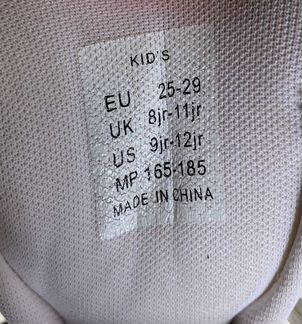 KID'S
EU 25-29
UK 8jr-11jr
US 9jr-12jr
MP 165-185
MADE IN CHINA